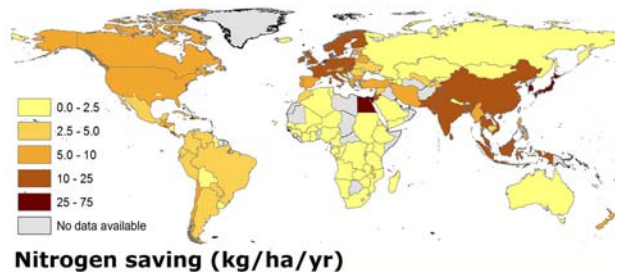 0.0 - 2.5
2.5 - 5.0
5.0 - 10
10 - 25
25 - 75
No data available
Nitrogen saving (kg/ha/yr)